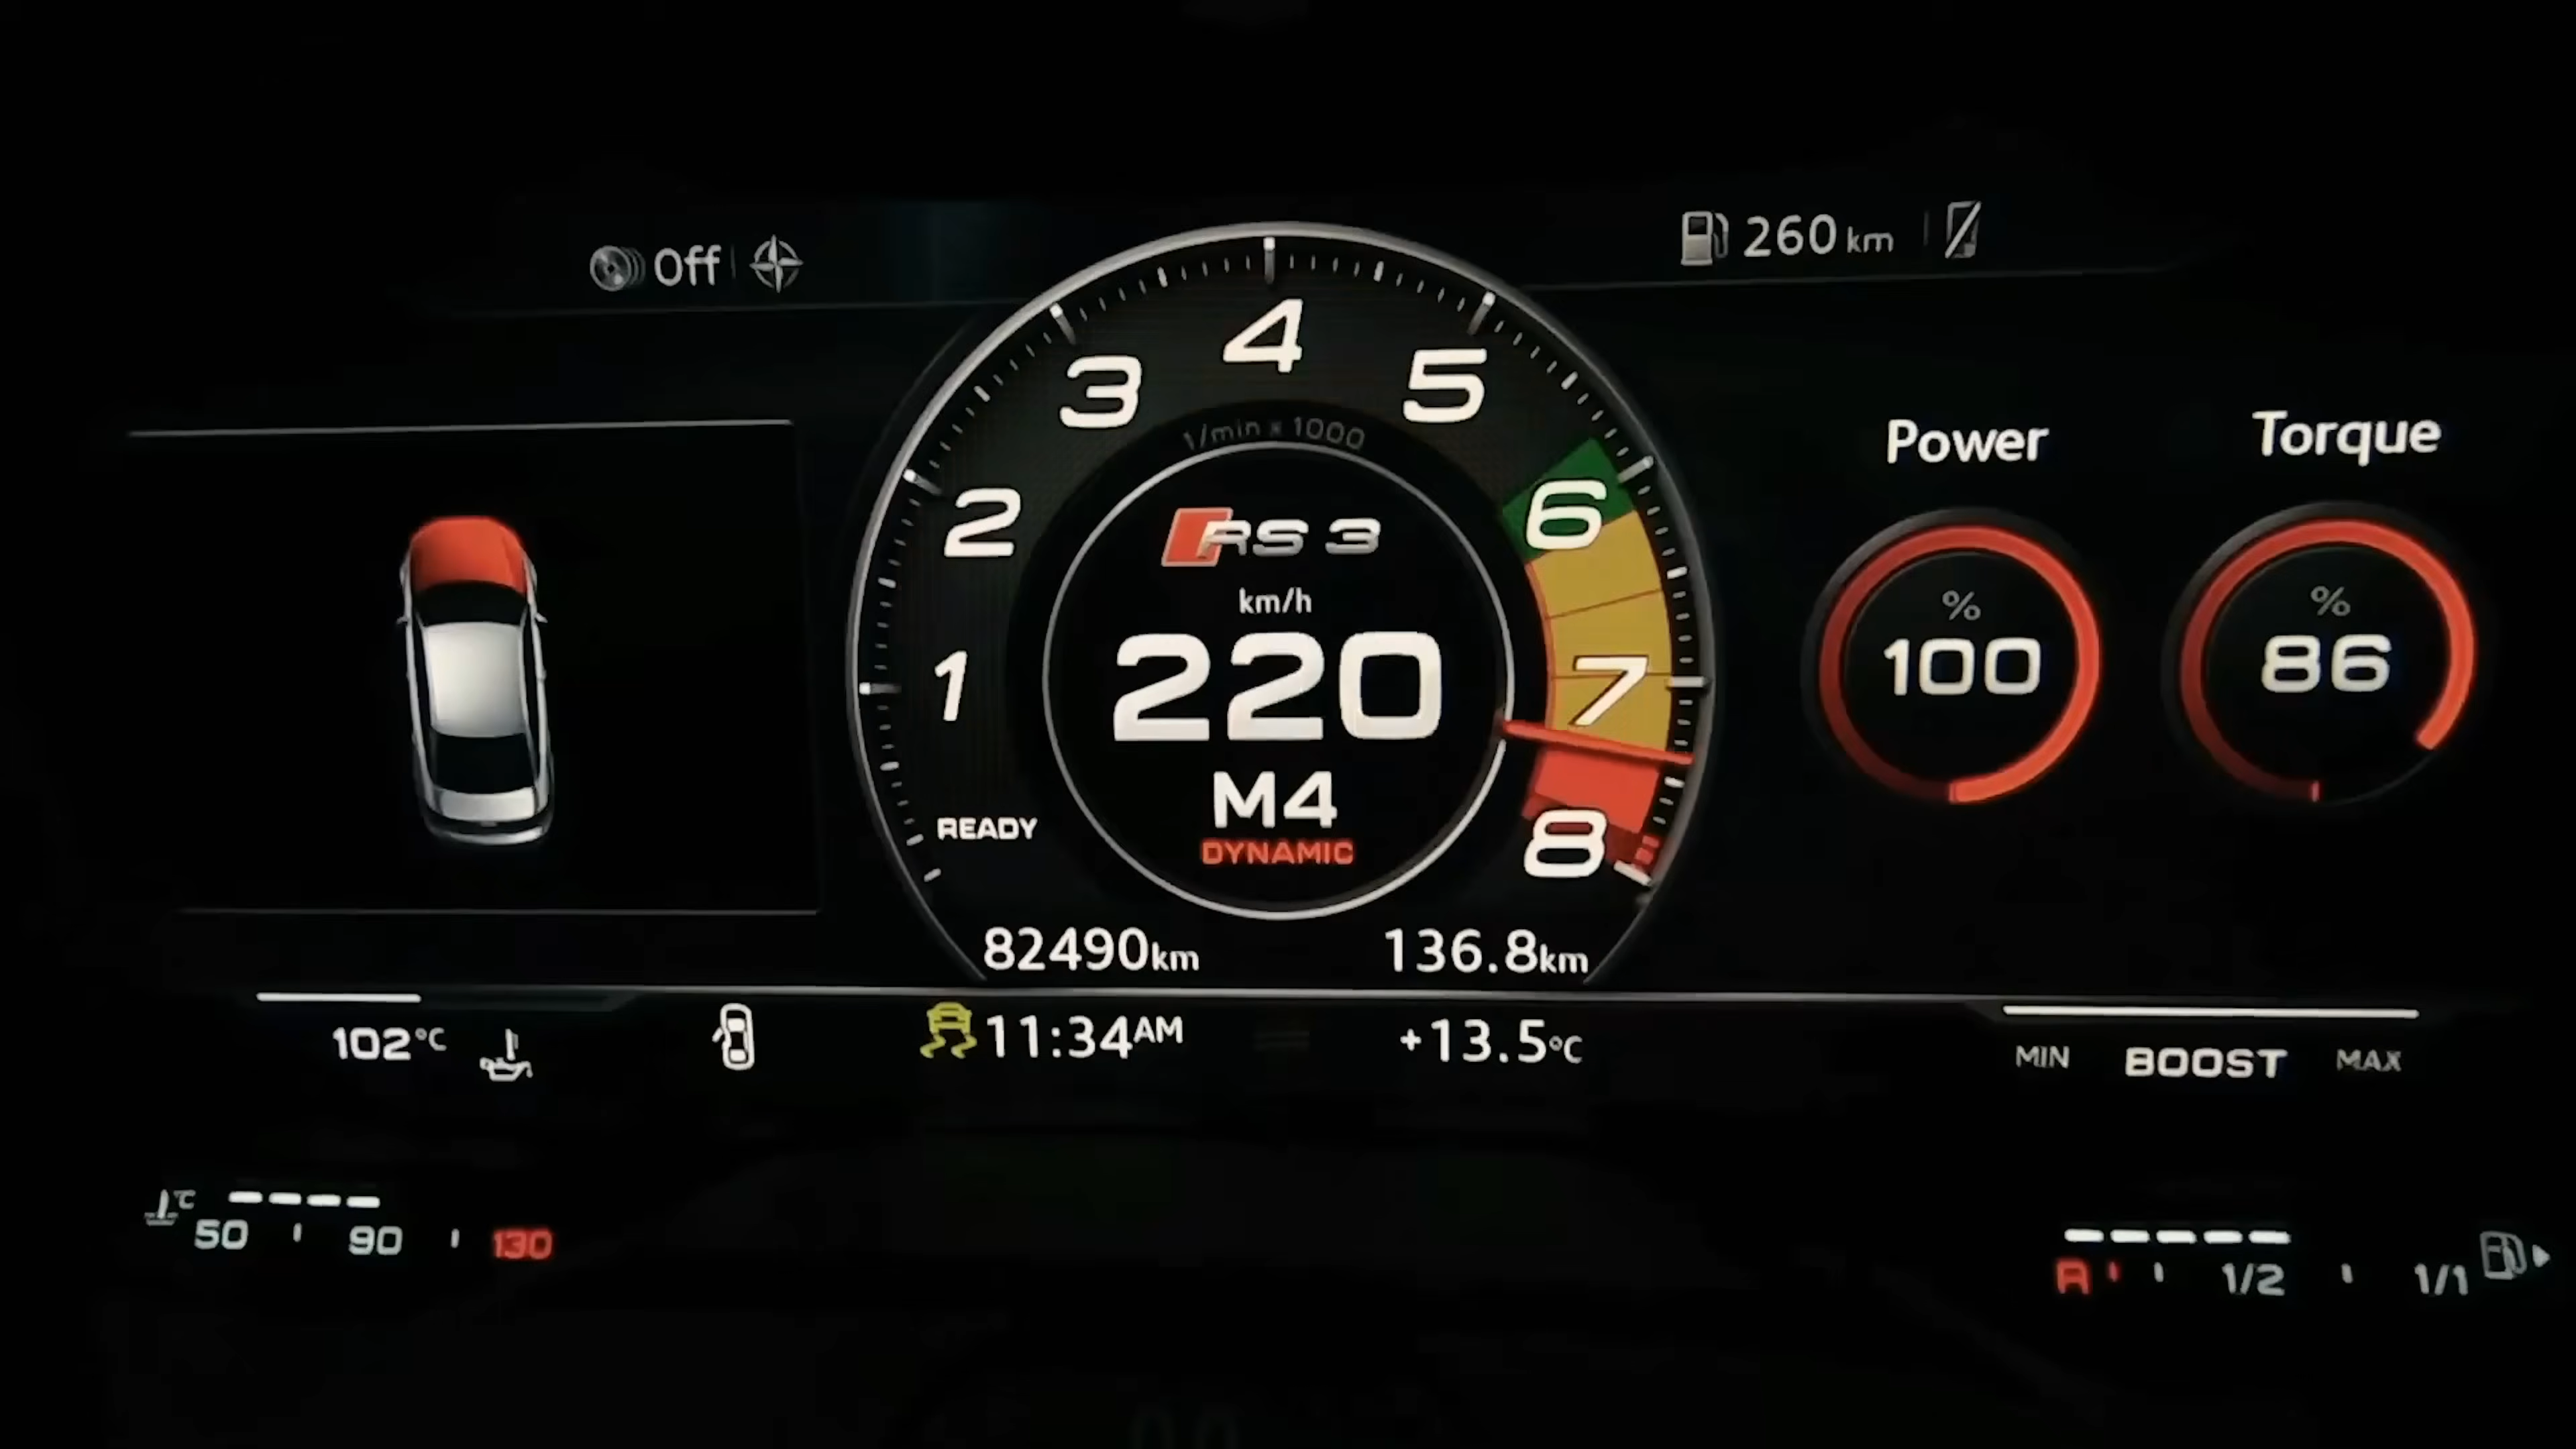 Off
260 km
4
3
5
1/min x 1000
2
6
RS 3
km/h
220
1
7
M4
DYNAMIC
READY
8
Power
Torque
%
100
%
86
82490km
136.8km
102°C
11:34AM
+13.5°C
MIN BOOST MAX
°C
50 90 130
R 1/2 1/1